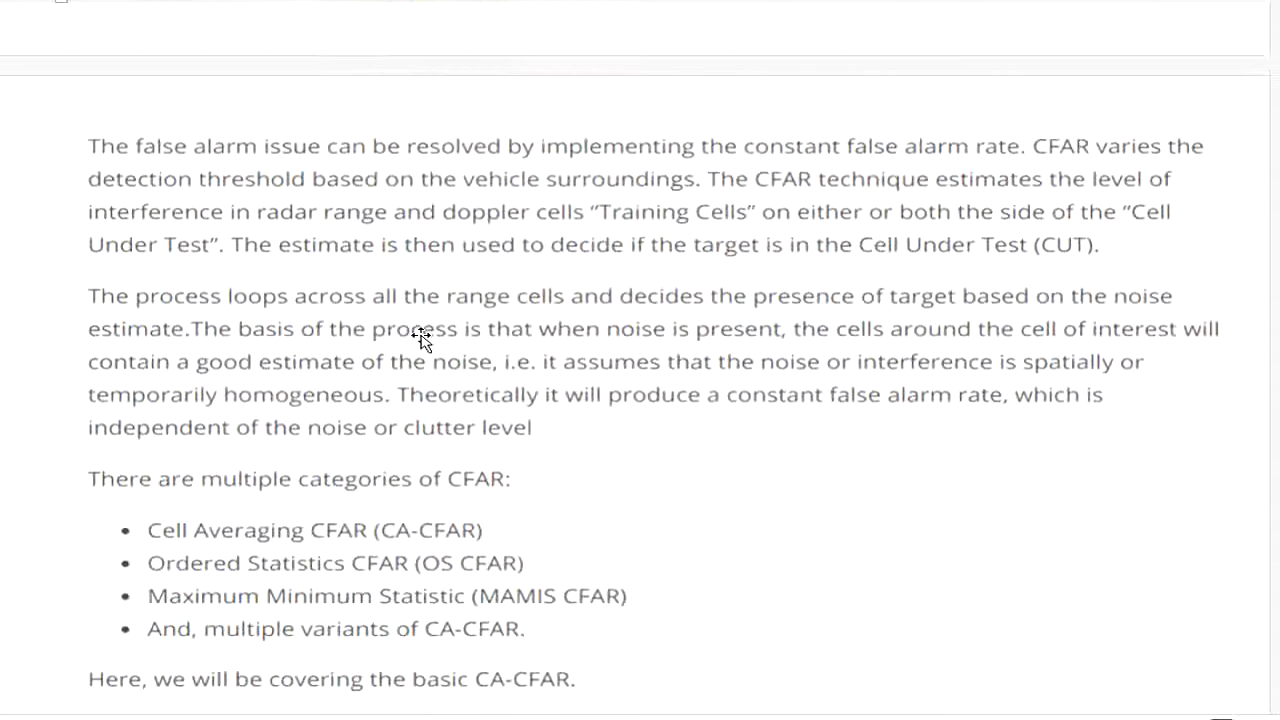 The false alarm issue can be resolved by implementing the constant false alarm rate. CFAR varies the
detection threshold based on the vehicle surroundings. The CFAR technique estimates the level of
interference in radar range and doppler cells “Training Cells” on either or both the side of the “Cell
Under Test”. The estimate is then used to decide if the target is in the Cell Under Test (CUT).
The process loops across all the range cells and decides the presence of target based on the noise
estimate.The basis of the process is that when noise is present, the cells around the cell of interest will
contain a good estimate of the noise, i.e. it assumes that the noise or interference is spatially or
temporarily homogeneous. Theoretically it will produce a constant false alarm rate, which is
independent of the noise or clutter level
There are multiple categories of CFAR:
• Cell Averaging CFAR (CA-CFAR)
• Ordered Statistics CFAR (OS CFAR)
• Maximum Minimum Statistic (MAMIS CFAR)
• And, multiple variants of CA-CFAR.
Here, we will be covering the basic CA-CFAR.